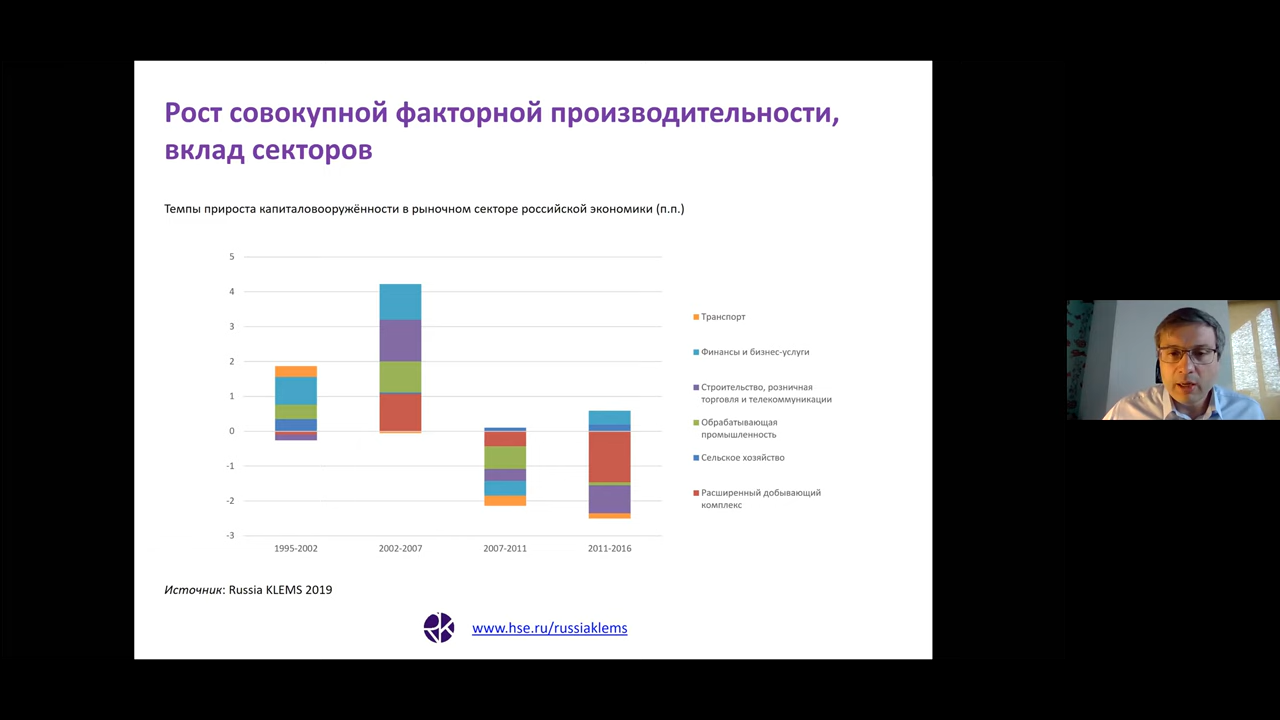 Рост совокупной факторной производительности,
вклад секторов
Темпы прироста капиталовооружённости в рыночном секторе российской экономики (п.п.)
5
4
3
2
1
0
-1
-2
-3
1995-2002
2002-2007
2007-2011
2011-2016
Транспорт
Финансы и бизнес-услуги
Строительство, розничная
торговля и телекоммуникации
Обрабатывающая
промышленность
Сельское хозяйство
Расширенный добывающий
комплекс
Источник: Russia KLEMS 2019
www.hse.ru/russiaklems